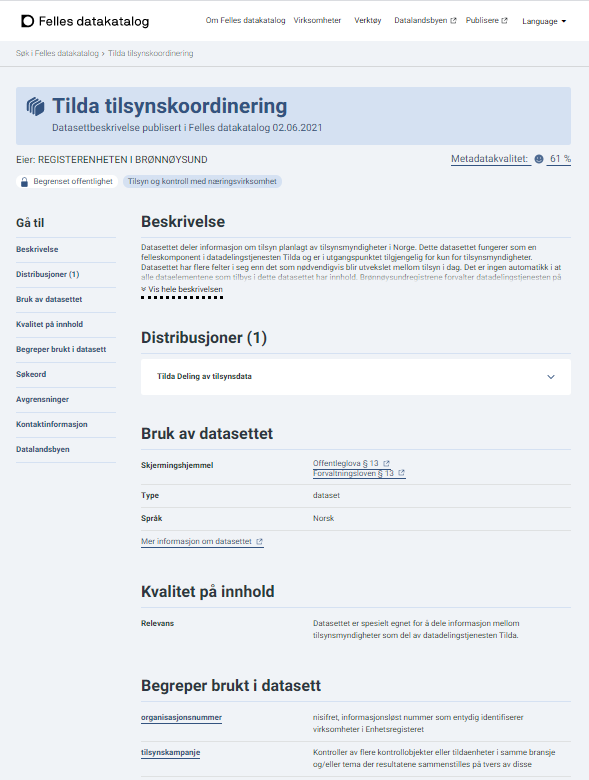 Felles datakatalog
Om Felles datakatalog Virksomheter Verktøy Datalandsbyen Publisere Language
Søk i Felles datakatalog › Tilda tilsynskoordinering
Tilda tilsynskoordinering
Datasettbeskrivelse publisert i Felles datakatalog 02.06.2021
Eier: REGISTERENHETEN I BRØNNØYSUND
Metadatakvalitet: 61 %
Begrenset offentlighet
Tilsyn og kontroll med næringsvirksomhet
Gå til
Beskrivelse
Distribusjoner (1)
Bruk av datasettet
Kvalitet på innhold
Begreper brukt i datasett
Søkeord
Avgrensninger
Kontaktinformasjon
Datalandsbyen
Beskrivelse
Datasettet deler informasjon om tilsyn planlagt av tilsynsmyndigheter i Norge. Dette datasettet fungerer som en
felleskomponent i datadelingstjenesten Tilda og er i utgangspunktet tilgjengelig for kun for tilsynsmyndigheter.
Datasettet har flere felter i seg enn det som nødvendigvis blir utvekslet mellom tilsyn i dag. Det er ingen automatikk i at
alle dataelementene som tilbys i dette datasettet har innhold. Brønnøysundregistrene forvalter datadelingstjenesten på
Vis hele beskrivelsen
Distribusjoner (1)
Tilda Deling av tilsynsdata
Bruk av datasettet
Skjermingshjemmel
Offentleglova § 13
Forvaltningsloven § 13
Type dataset
Språk Norsk
Mer informasjon om datasettet
Kvalitet på innhold
Relevans
Datasettet er spesielt egnet for å dele informasjon mellom
tilsynsmyndigheter som del av datadelingstjenesten Tilda.
Begreper brukt i datasett
organisasjonsnummer
nisifret, informasjonsløst nummer som entydig identifiserer
virksomheter i Enhetsregisteret
tilsynskampanje
Kontroller av flere kontrollobjekter eller tildaenheter i samme bransje
og/eller tema der resultatene sammenstilles på tvers av disse